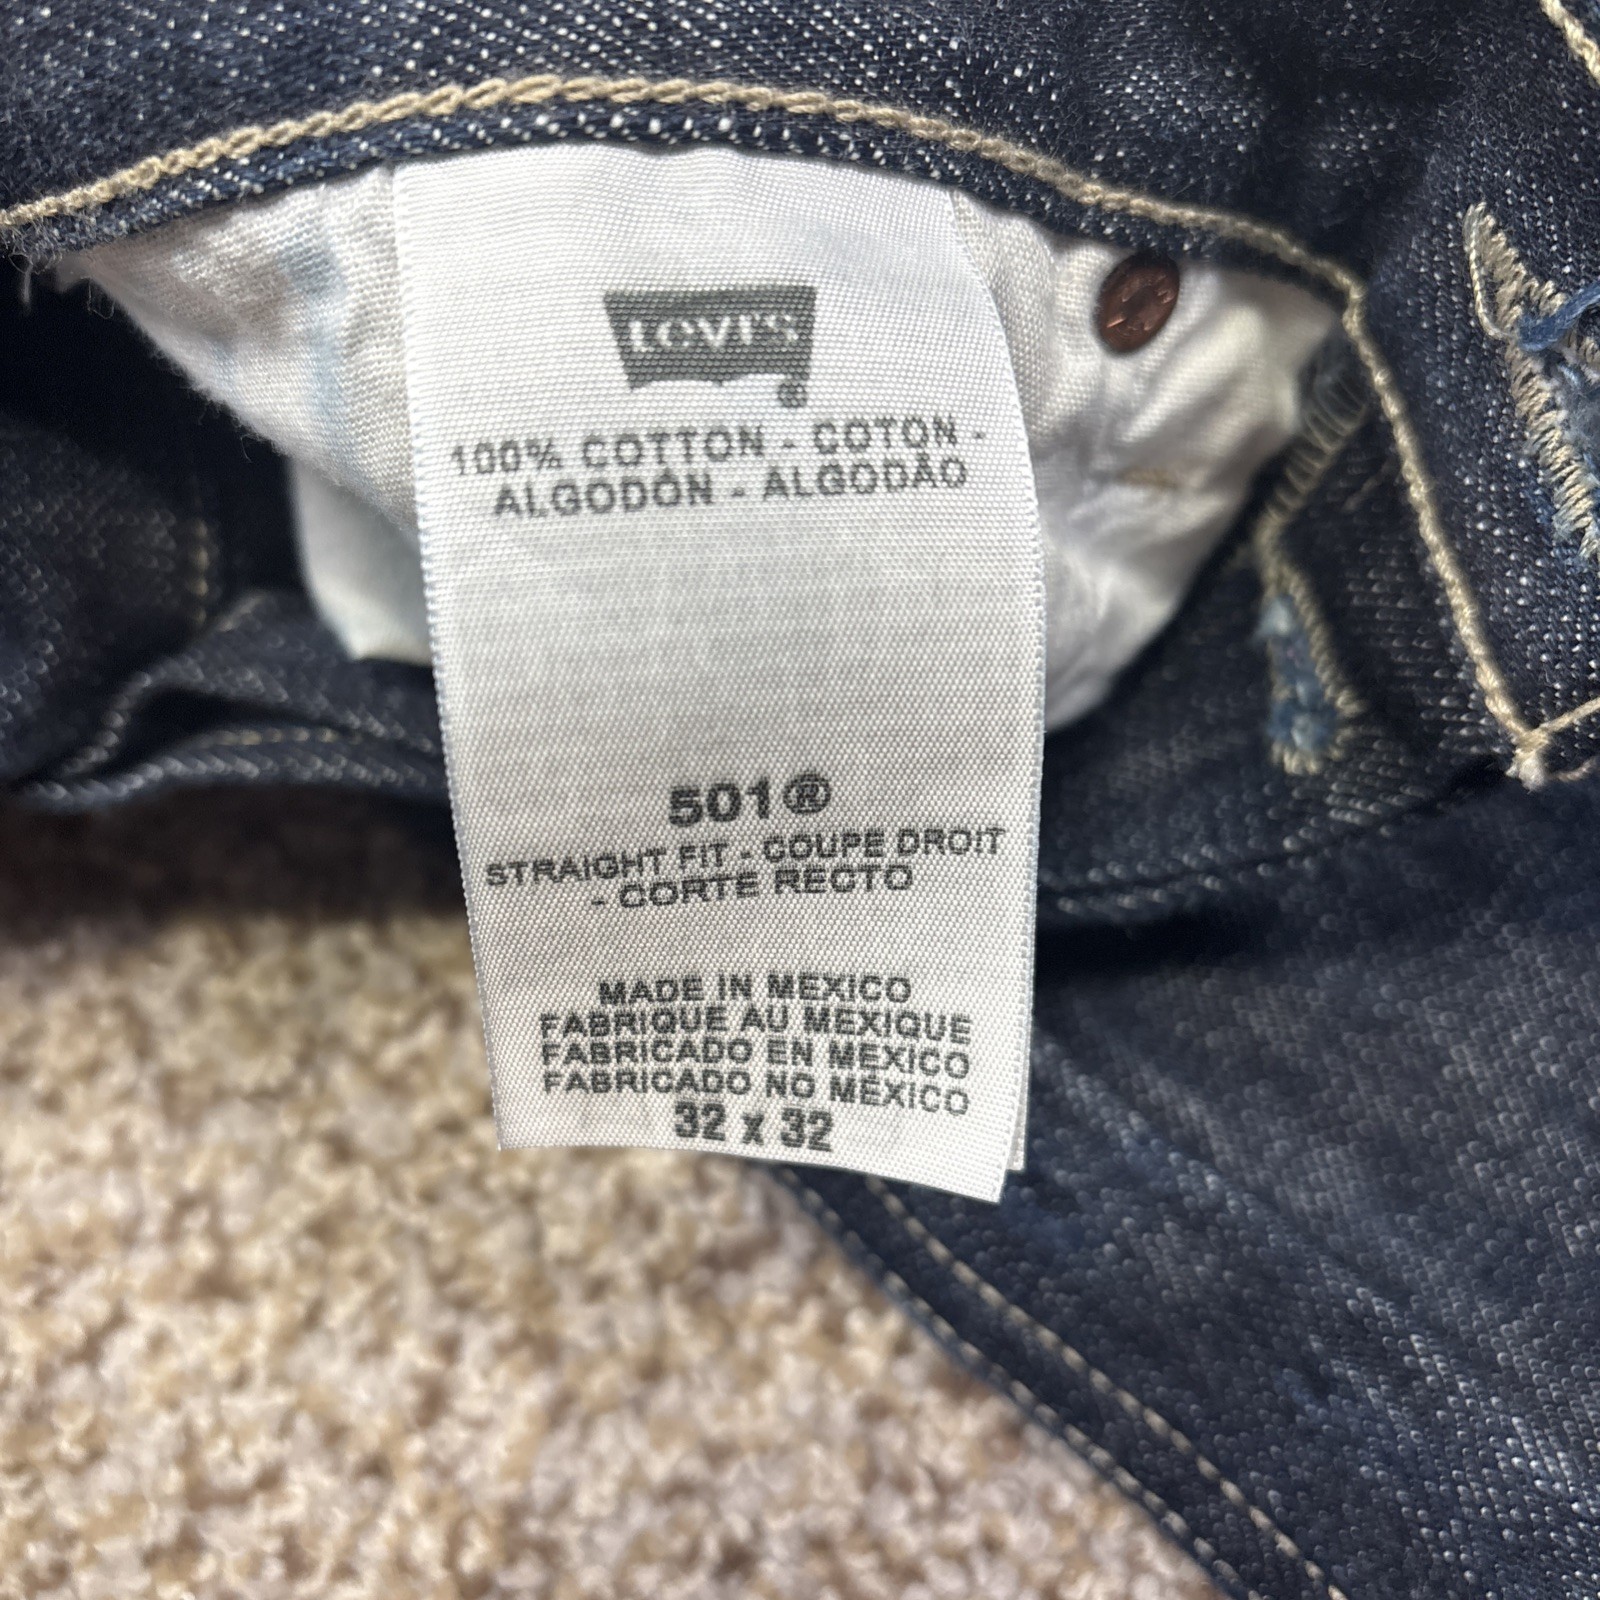 Levi's
®
100% COTTON - COTON -
ALGODÓN - ALGODÃO
501®
STRAIGHT FIT - COUPE DROIT
- CORTE RECTO
MADE IN MEXICO
FABRIQUE AU MEXIQUE
FABRICADO EN MEXICO
FABRICADO NO MÉXICO
32 x 32